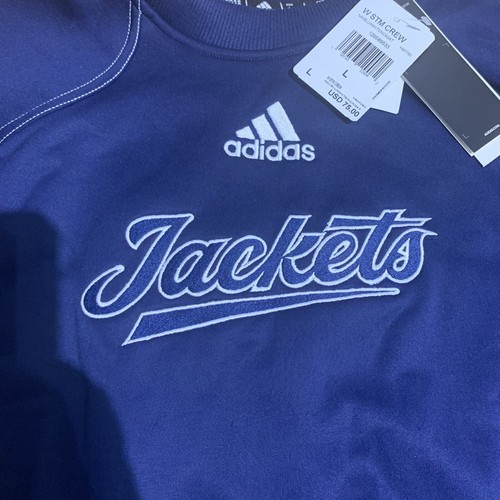 adidas
Jackets
W STM CREW
L
L
USD 75.00
L